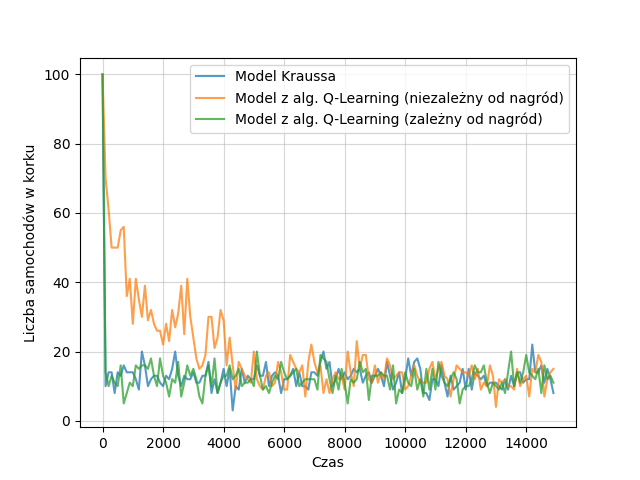 Model Kraussa
Model z alg. Q-Learning (niezależny od nagród)
Model z alg. Q-Learning (zależny od nagród)
Liczba samochodów w korku
100
80
60
40
20
0
0 2000 4000 6000 8000 10000 12000 14000
Czas